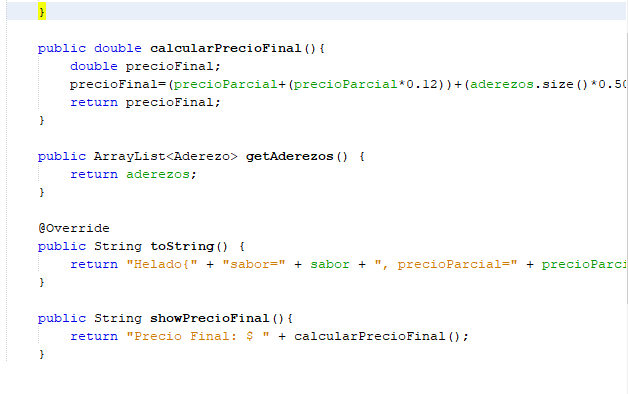 }
public double calcularPrecioFinal(){
double precioFinal;
precioFinal=(precioParcial+(precioParcial*0.12))+(aderezos.size()*0.50
return precioFinal;
}
public ArrayList<Aderezo> getAderezos() {
return aderezos;
}
@Override
public String toString() {
return "Helado{" + "sabor=" + sabor + ", precioParcial=" + precioParci
}
public String showPrecioFinal(){
return "Precio Final: $ " + calcularPrecioFinal();
}